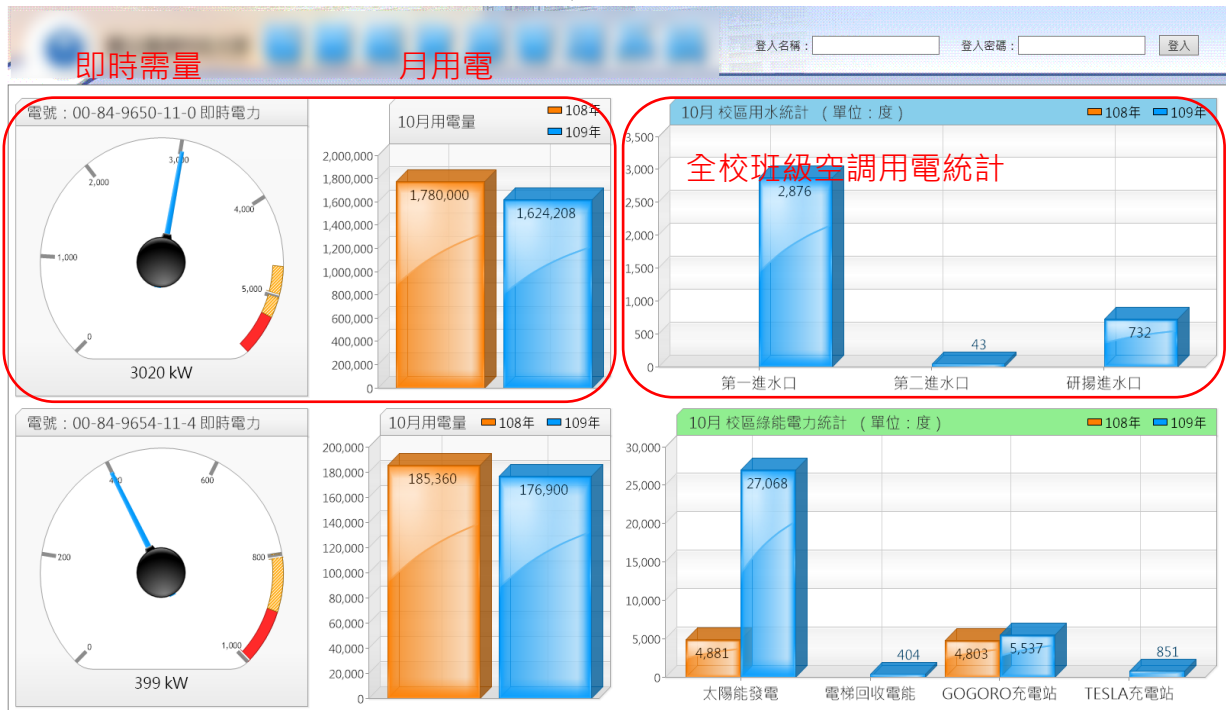 登入名稱：
登入密碼：
登入
即時需量
月用電
電號：00-84-9650-11-0 即時電力
0
1,000
2,000
3,000
4,000
5,000
3020 kW
10月用電量
108年
109年
2,000,000
1,800,000
1,600,000
1,400,000
1,200,000
1,000,000
800,000
600,000
400,000
200,000
0
1,780,000
1,624,208
10月 校區用水統計 （單位：度）
108年
109年
全校班級空調用電統計
3,500
3,000
2,500
2,000
1,500
1,000
500
0
2,876
43
732
第一進水口
第二進水口
研揚進水口
電號：00-84-9654-11-4 即時電力
0
200
400
600
800
1,000
399 kW
10月用電量
108年
109年
200,000
180,000
160,000
140,000
120,000
100,000
80,000
60,000
40,000
20,000
0
185,360
176,900
10月 校區綠能電力統計 （單位：度）
108年
109年
30,000
25,000
20,000
15,000
10,000
5,000
0
4,881
27,068
404
4,803
5,537
851
太陽能發電
電梯回收電能
GOGORO充電站
TESLA充電站